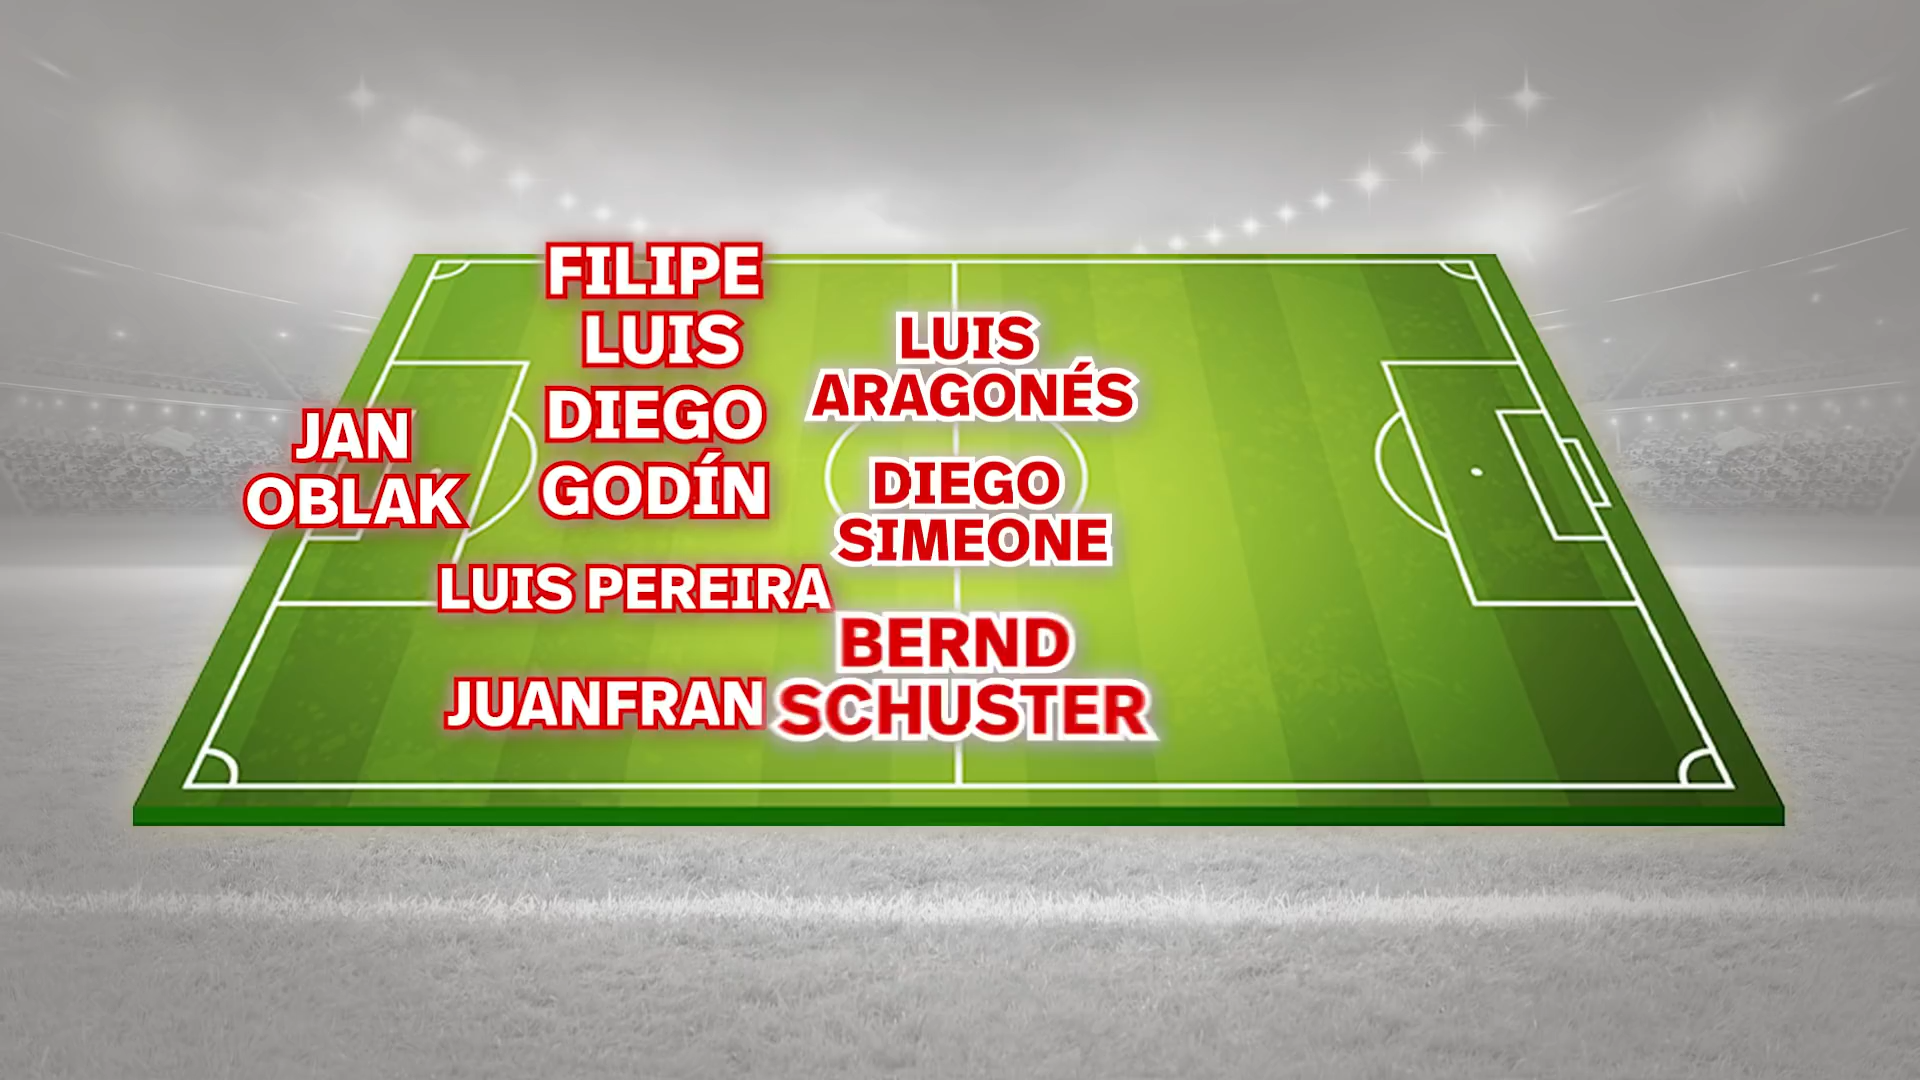 JAN
OBLAK
FILIPE
LUIS
DIEGO
GODÍN
LUIS PEREIRA
JUANFRAN
LUIS
ARAGONÉS
DIEGO
SIMEONE
BERND
SCHUSTER